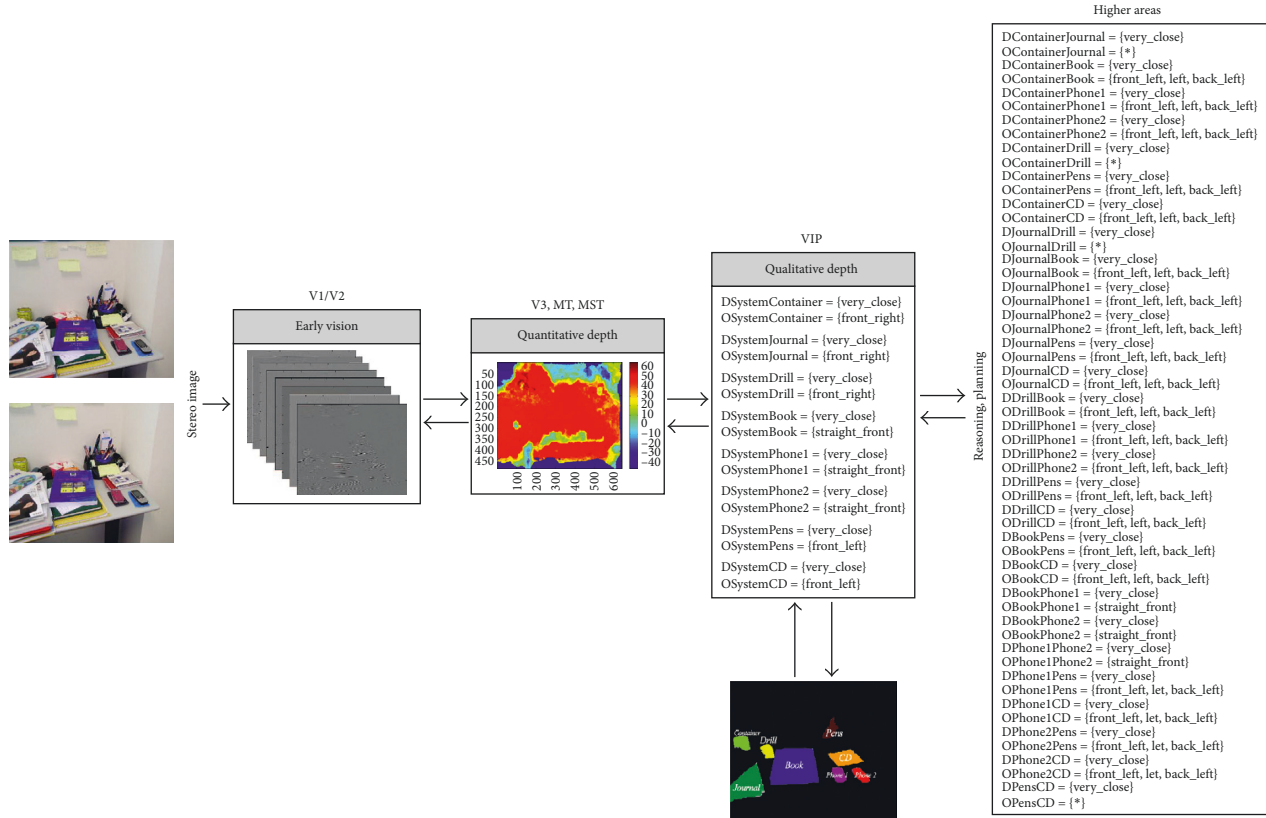 Stereo image
V1/V2
Early vision
V3, MT, MST
Quantitative depth
50
100
150
200
250
300
350
400
450
100
200
300
400
500
600
60
50
40
30
20
10
0
−10
−20
−30
−40
VIP
Qualitative depth
DSystemContainer = {very_close}
OSystemContainer = {front_right}
DSystemJournal = {very_close}
OSystemJournal = {front_right}
DSystemDrill = {very_close}
OSystemDrill = {front_right}
DSystemBook = {very_close}
OSystemBook = {straight_front}
DSystemPhone1 = {very_close}
OSystemPhone1 = {straight_front}
DSystemPhone2 = {very_close}
OSystemPhone2 = {straight_front}
DSystemPens = {very_close}
OSystemPens = {front_left}
DSystemCD = {very_close}
OSystemCD = {front_left}
Container
Drill
Pens
Book
CD
Journal
Phone 1
Phone 2
Reasoning, planning
Higher areas
DContainerJournal = {very_close}
OContainerJournal = {*}
DContainerBook = {very_close}
OContainerBook = {front_left, left, back_left}
DContainerPhone1 = {very_close}
OContainerPhone1 = {front_left, left, back_left}
DContainerPhone2 = {very_close}
OContainerPhone2 = {front_left, left, back_left}
DContainerDrill = {very_close}
OContainerDrill = {*}
DContainerPens = {very_close}
OContainerPens = {front_left, left, back_left}
DContainerCD = {very_close}
OContainerCD = {front_left, left, back_left}
DJournalDrill = {very_close}
OJournalDrill = {*}
DJournalBook = {very_close}
OJournalBook = {front_left, left, back_left}
DJournalPhone1 = {very_close}
OJournalPhone1 = {front_left, left, back_left}
DJournalPhone2 = {very_close}
OJournalPhone2 = {front_left, left, back_left}
DJournalPens = {very_close}
OJournalPens = {front_left, left, back_left}
DJournalCD = {very_close}
OJournalCD = {front_left, left, back_left}
DDrillBook = {very_close}
ODrillBook = {front_left, left, back_left}
DDrillPhone1 = {very_close}
ODrillPhone1 = {front_left, left, back_left}
DDrillPhone2 = {very_close}
ODrillPhone2 = {front_left, left, back_left}
DDrillPens = {very_close}
ODrillPens = {front_left, left, back_left}
DDrillCD = {very_close}
ODrillCD = {front_left, left, back_left}
DBookPens = {very_close}
OBookPens = {front_left, left, back_left}
DBookCD = {very_close}
OBookCD = {front_left, left, back_left}
DBookPhone1 = {very_close}
OBookPhone1 = {straight_front}
DBookPhone2 = {very_close}
OBookPhone2 = {straight_front}
DPhone1Phone2 = {very_close}
OPhone1Phone2 = {straight_front}
DPhone1Pens = {very_close}
OPhone1Pens = {front_left, let, back_left}
DPhone1CD = {very_close}
OPhone1CD = {front_left, let, back_left}
DPhone2Pens = {very_close}
OPhone2Pens = {front_left, let, back_left}
DPhone2CD = {very_close}
OPhone2CD = {front_left, let, back_left}
DPensCD = {very_close}
OPensCD = {*}